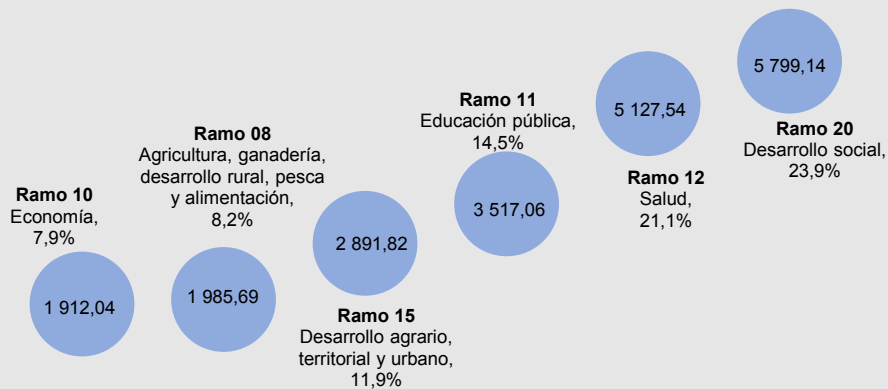 Ramo 10
Economía,
7,9%
1 912,04
Ramo 08
Agricultura, ganadería,
desarrollo rural, pesca
y alimentación,
8,2%
1 985,69
2 891,82
Ramo 15
Desarrollo agrario,
territorial y urbano,
11,9%
Ramo 11
Educación pública,
14,5%
3 517,06
5 127,54
Ramo 12
Salud,
21,1%
5 799,14
Ramo 20
Desarrollo social,
23,9%